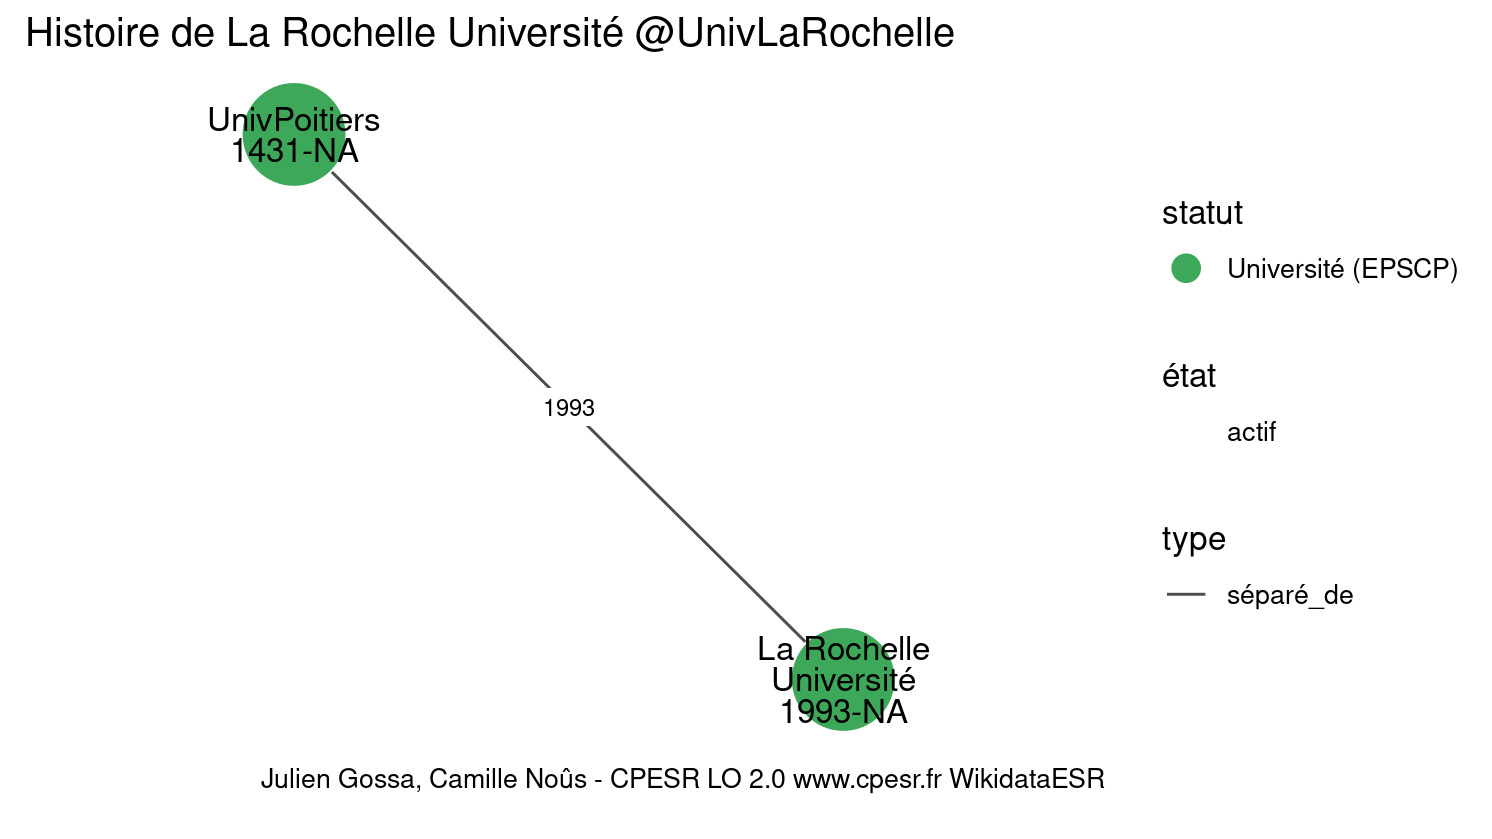 Histoire de La Rochelle Université @UnivLaRochelle
UnivPoitiers
1431-NA
1993
La Rochelle
Université
1993-NA
statut
Université (EPSCP)
état
actif
type
séparé_de
Julien Gossa, Camille Noûs - CPESR LO 2.0 www.cpesr.fr WikidataESR